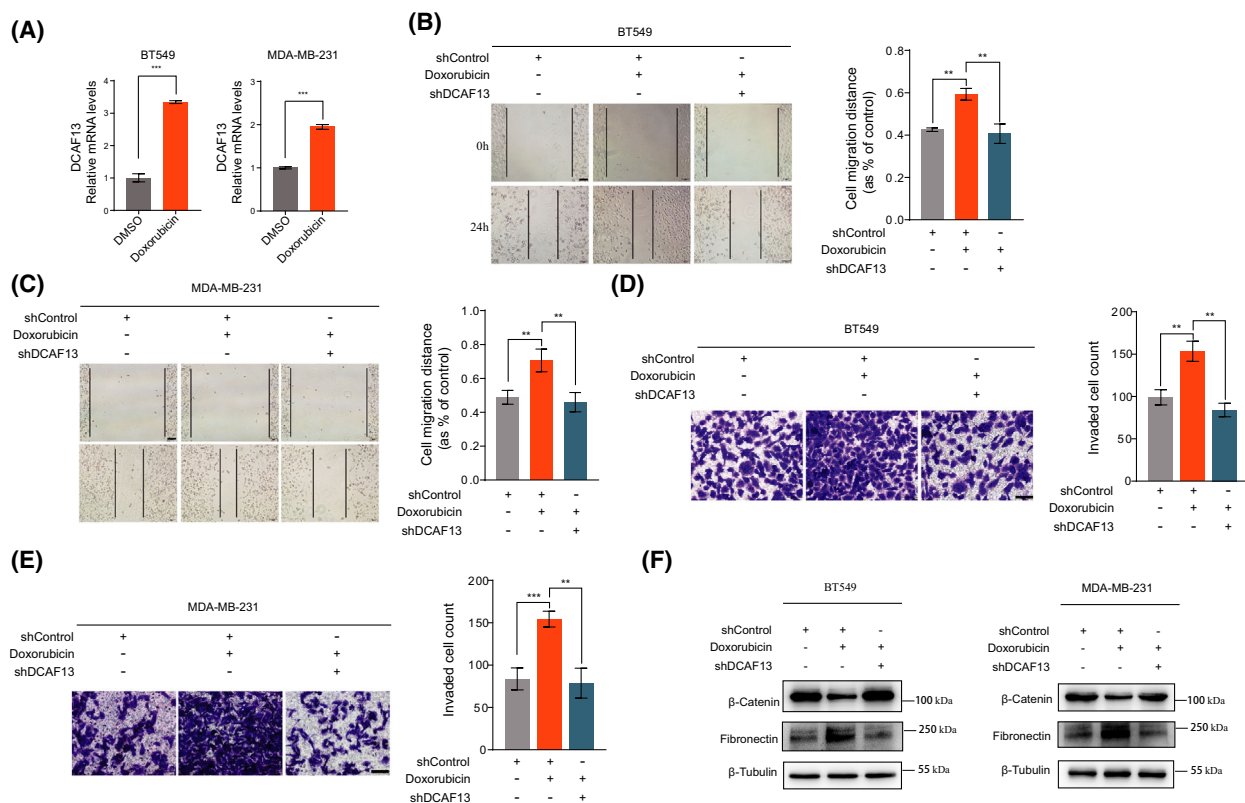 (A)
BT549
MDA-MB-231
DCAF13
Relative mRNA levels
4
3
2
1
0
***
DMSO
Doxorubicin
DCAF13
Relative mRNA levels
3
2
1
0
***
DMSO
Doxorubicin
(B)
BT549
shControl + + -
Doxorubicin - + +
shDCAF13 - - +
0h
24h
Cell migration distance
(as % of control)
0.8
0.6
0.4
0.2
0.0
** **
shControl + + -
Doxorubicin - + +
shDCAF13 - - +
(C)
MDA-MB-231
shControl + + -
Doxorubicin - + +
shDCAF13 - - +
Cell migration distance
(as % of control)
1.0
0.8
0.6
0.4
0.2
0.0
** **
shControl + + -
Doxorubicin - + +
shDCAF13 - - +
(D)
BT549
shControl + + -
Doxorubicin - + +
shDCAF13 - - +
Invaded cell count
200
150
100
50
0
** **
shControl + + -
Doxorubicin - + +
shDCAF13 - - +
(E)
MDA-MB-231
shControl + + -
Doxorubicin - + +
shDCAF13 - - +
Invaded cell count
200
150
100
50
0
*** **
shControl + + -
Doxorubicin - + +
shDCAF13 - - +
(F)
BT549
shControl + + -
Doxorubicin - + +
shDCAF13 - - +
β-Catenin 100 kDa
Fibronectin 250 kDa
β-Tubulin 55 kDa
MDA-MB-231
shControl + + -
Doxorubicin - + +
shDCAF13 - - +
β-Catenin 100 kDa
Fibronectin 250 kDa
β-Tubulin 55 kDa